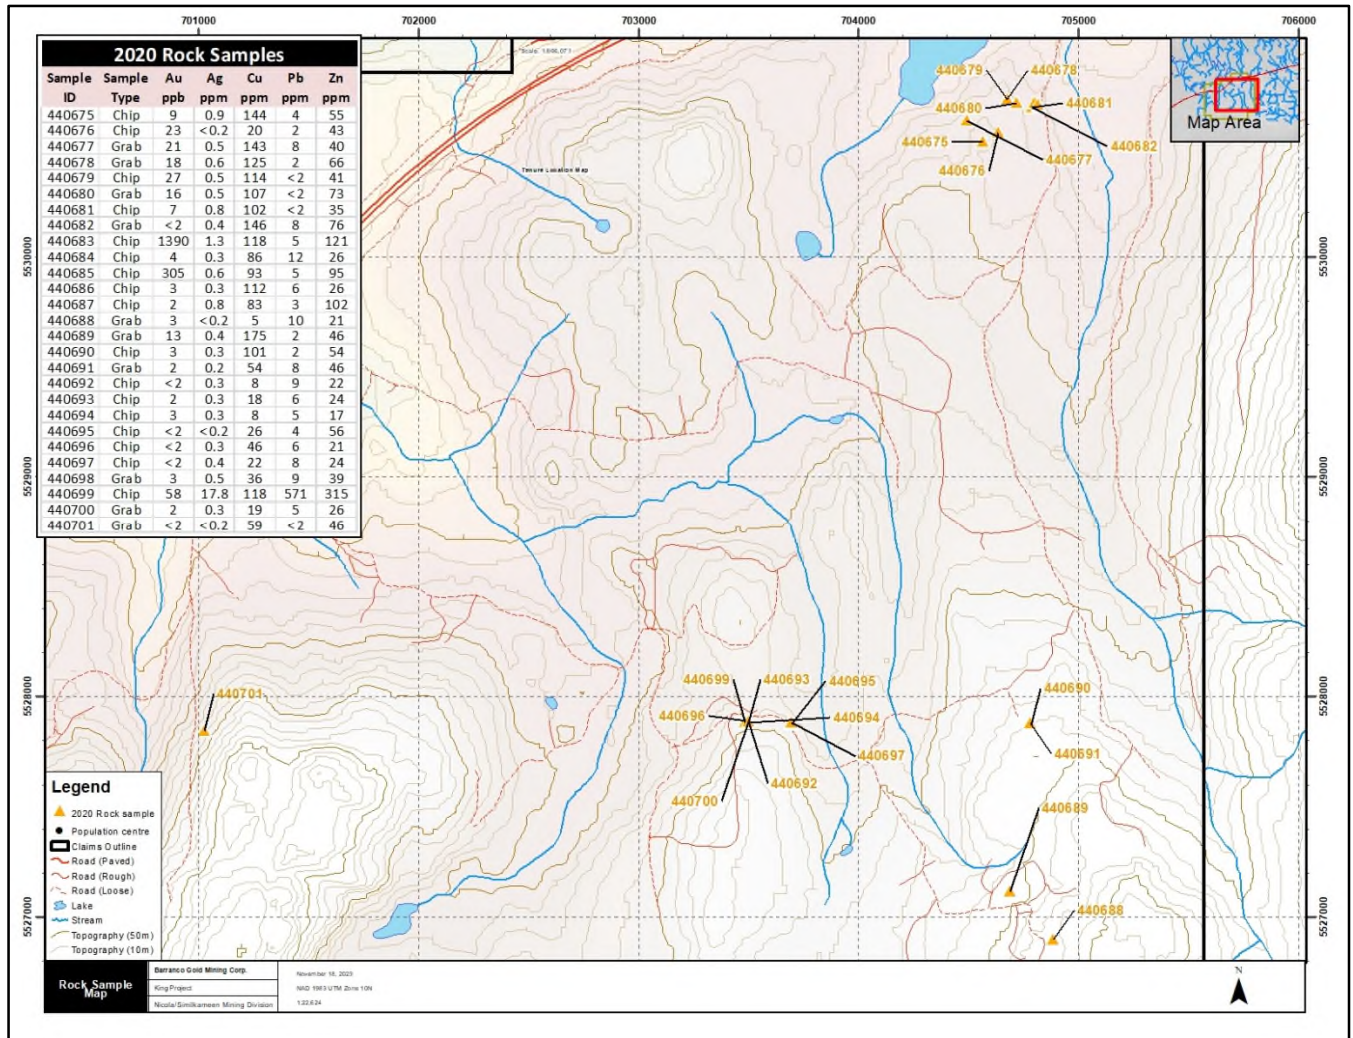 701000 702000 703000 704000 705000 706000
2020 Rock Samples
Sample Sample Au Ag Cu Pb Zn
ID Type ppb ppm ppm ppm ppm
440675 Chip 9 0.9 144 4 55
440676 Chip 23 <0.2 20 2 43
440677 Grab 21 0.5 143 8 40
440678 Grab 18 0.6 125 2 66
440679 Chip 27 0.5 114 <2 41
440680 Grab 16 0.5 107 <2 73
440681 Chip 7 0.8 102 <2 35
440682 Grab <2 0.4 146 8 76
440683 Chip 1390 1.3 118 5 121
440684 Chip 4 0.3 86 12 26
440685 Chip 305 0.6 93 5 95
440686 Chip 3 0.3 112 6 26
440687 Chip 2 0.8 83 3 102
440688 Grab 3 <0.2 5 10 21
440689 Grab 13 0.4 175 2 46
440690 Chip 3 0.3 101 2 54
440691 Grab 2 0.2 54 8 46
440692 Chip <2 0.3 8 9 22
440693 Chip 2 0.3 18 6 24
440694 Chip 3 0.3 8 5 17
440695 Chip <2 <0.2 26 4 56
440696 Chip <2 0.3 46 6 21
440697 Chip <2 0.4 22 8 24
440698 Grab 3 0.5 36 9 39
440699 Chip 58 17.8 118 571 315
440700 Grab 2 0.3 19 5 26
440701 Grab <2 <0.2 59 <2 46
Tenure Location Map
440679 440678
440680 440681
440675 440682
440676 440677
Map Area
5530000 5530000
5529000 5529000
5528000 5528000
5527000 5527000
440699 440693 440695
440696 440694
440697
440692
440700
440701
440690
440691
440689
440688
Legend
2020 Rock sample
Population centre
Claims Outline
Road (Paved)
Road (Rough)
Road (Loose)
Lake
Stream
Topography (50m)
Topography (10m)
Rock Sample
Map
Barranco Gold Mining Corp.
King Project
Nicola/Similkameen Mining Division
NAD 1983 UTM Zone 10N
N